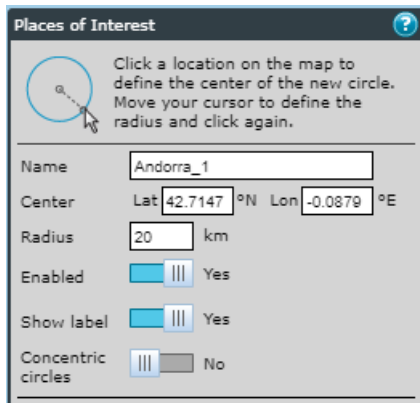 Places of Interest ?
Click a location on the map to
define the center of the new circle.
Move your cursor to define the
radius and click again.
Name Andorra_1
Center Lat 42.7147 ºN Lon -0.0879 ºE
Radius 20 km
Enabled Yes
Show label Yes
Concentric
circles No